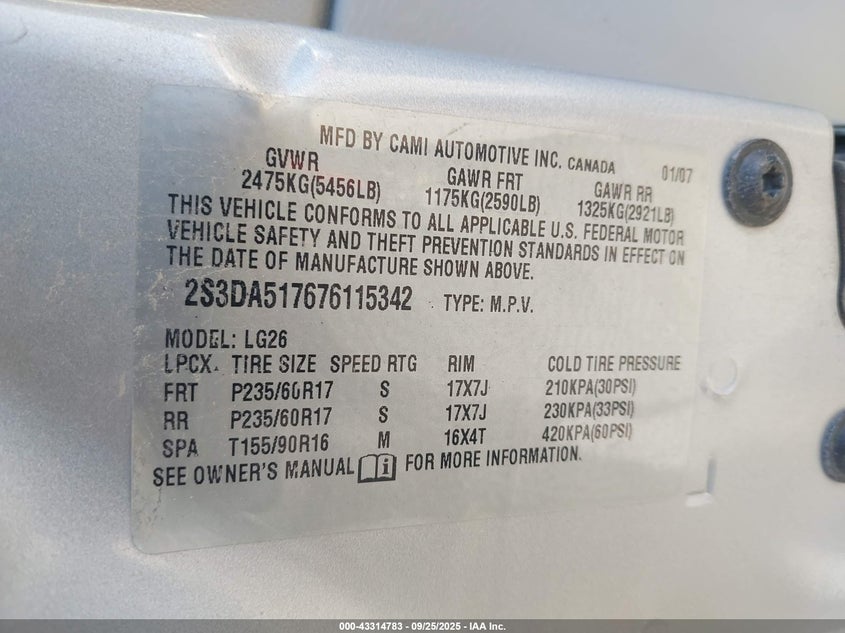 MFD BY CAMI AUTOMOTIVE INC. CANADA 01/07
GVWR GAWR FRT GAWR RR
2475KG(5456LB) 1175KG(2590LB) 1325KG(2921LB)
THIS VEHICLE CONFORMS TO ALL APPLICABLE U.S. FEDERAL MOTOR
VEHICLE SAFETY AND THEFT PREVENTION STANDARDS IN EFFECT ON
THE DATE OF MANUFACTURE SHOWN ABOVE.
2S3DA517676115342 TYPE: M.P.V.
MODEL: LG26
LPCX. TIRE SIZE SPEED RTG RIM COLD TIRE PRESSURE
FRT P235/60R17 S 17X7J 210KPA(30PSI)
RR P235/60R17 S 17X7J 230KPA(33PSI)
SPA T155/90R16 M 16X4T 420KPA(60PSI)
SEE OWNER'S MANUAL i FOR MORE INFORMATION.
000-43314783 - 09/25/2025 - IAA Inc.